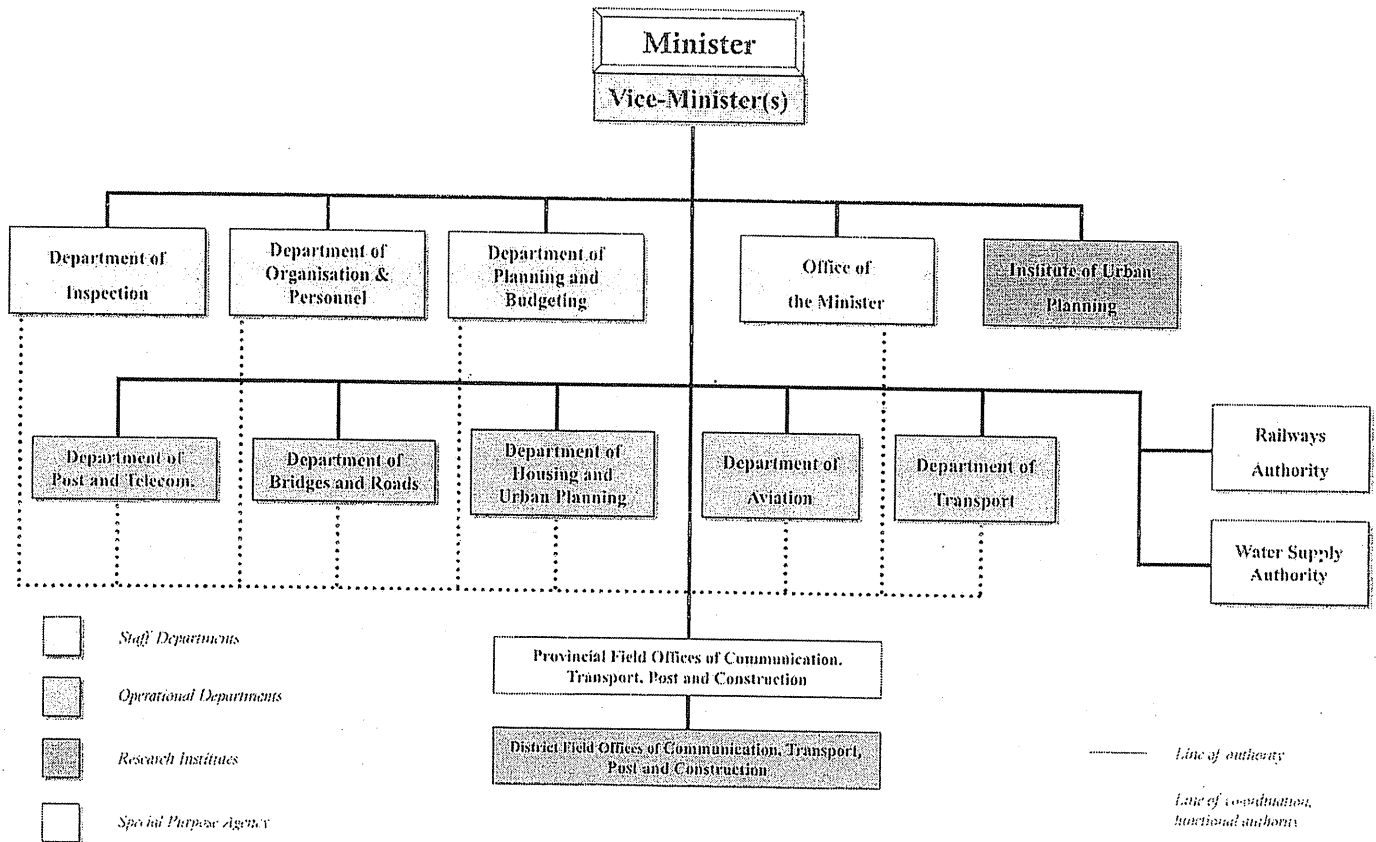 Minister
Vice-Minister(s)
Department of
Inspection
Department of
Organisation &
Personnel
Department of
Planning and
Budgeting
Office of
the Minister
Institute of Urban
Planning
Department of
Post and Telecom.
Department of
Bridges and Roads
Department of
Housing and
Urban Planning
Department of
Aviation
Department of
Transport
Railways
Authority
Water Supply
Authority
Staff Departments
Operational Departments
Research Institutes
Special Purpose Agency
Provincial Field Offices of Communication,
Transport, Post and Construction
District Field Offices of Communication, Transport,
Post and Construction
Line of authority
Line of coordination,
functional authority